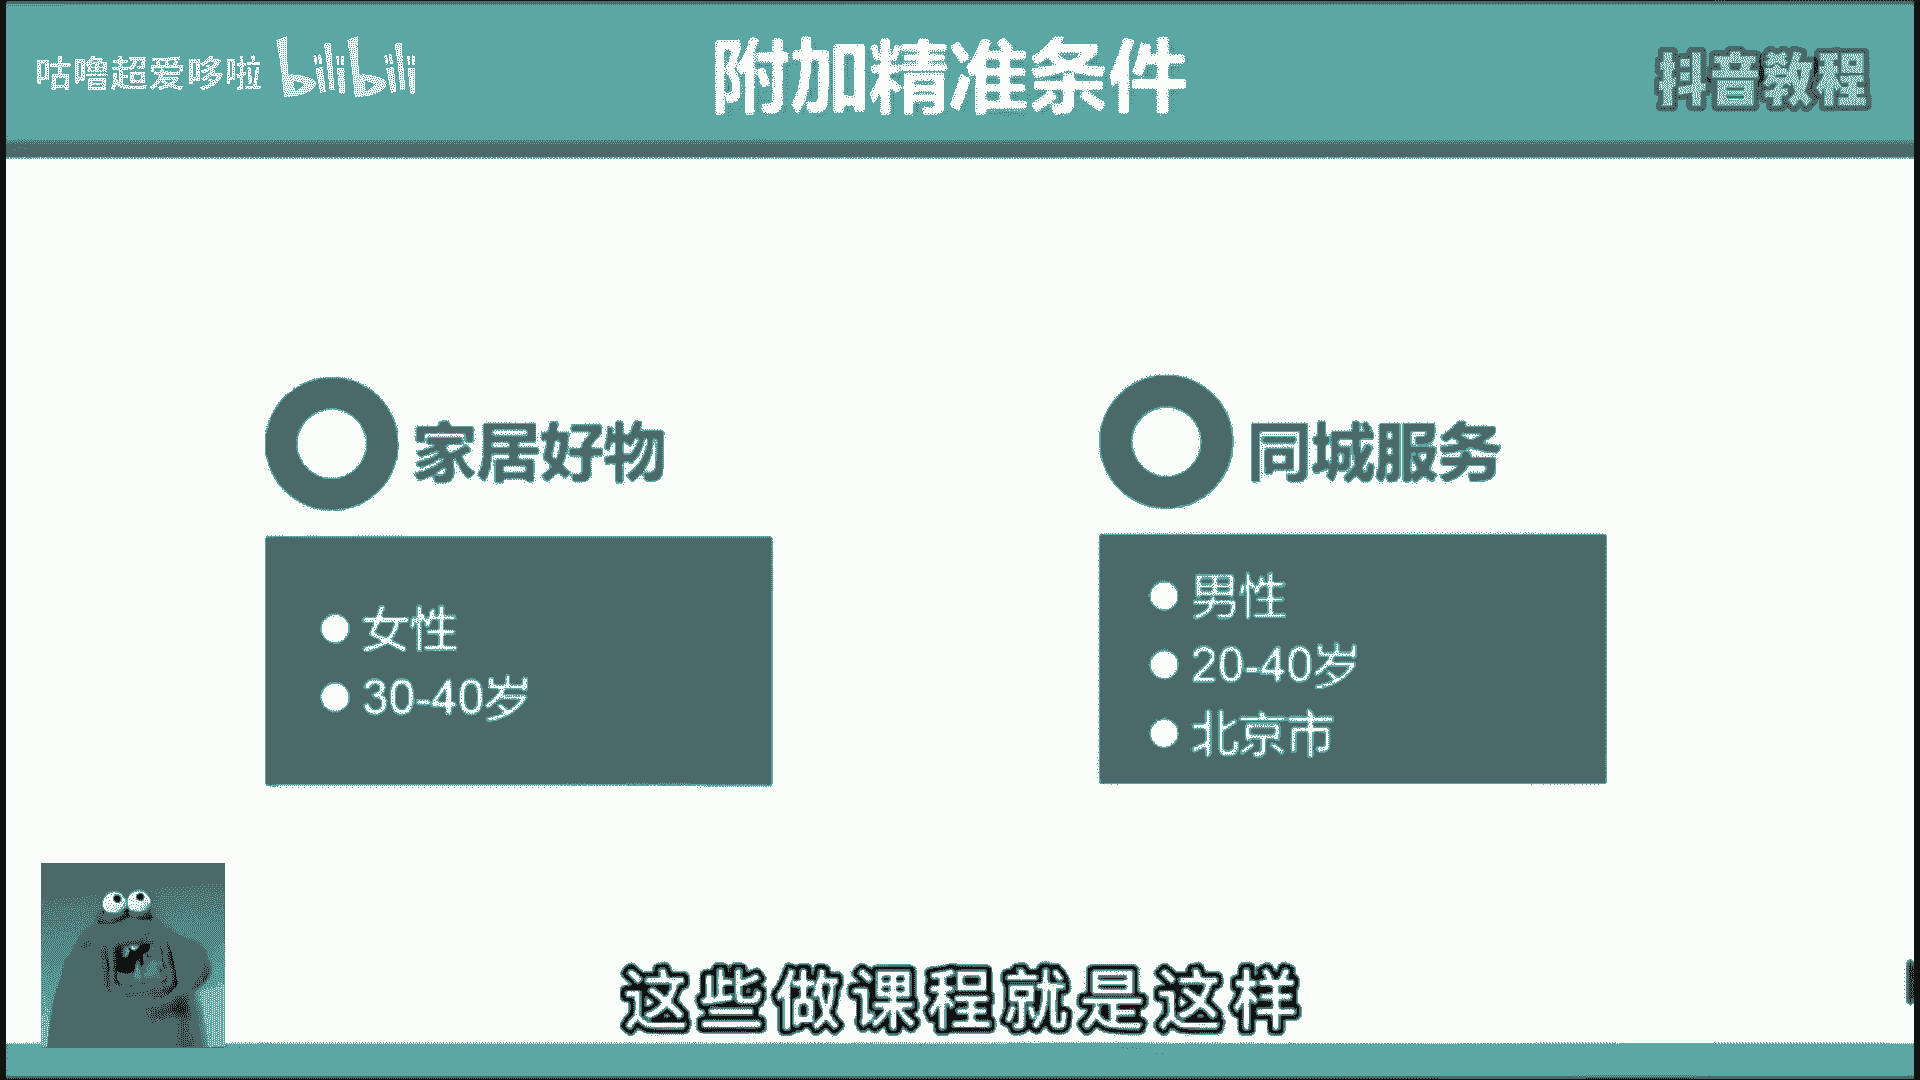 咕噜超爱哆啦 bilibili
附加精准条件
抖音教程
家居好物
女性
30-40岁
同城服务
男性
20-40岁
北京市
这些做课程就是这样